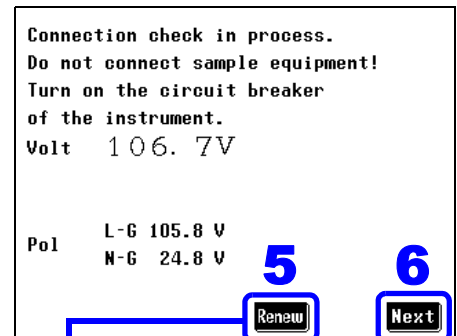 Connection check in process.
Do not connect sample equipment!
Turn on the circuit breaker
of the instrument.
Volt 106. 7V
L-G 105.8 V
Pol
N-G 24.8 V
5 6
Renew Next